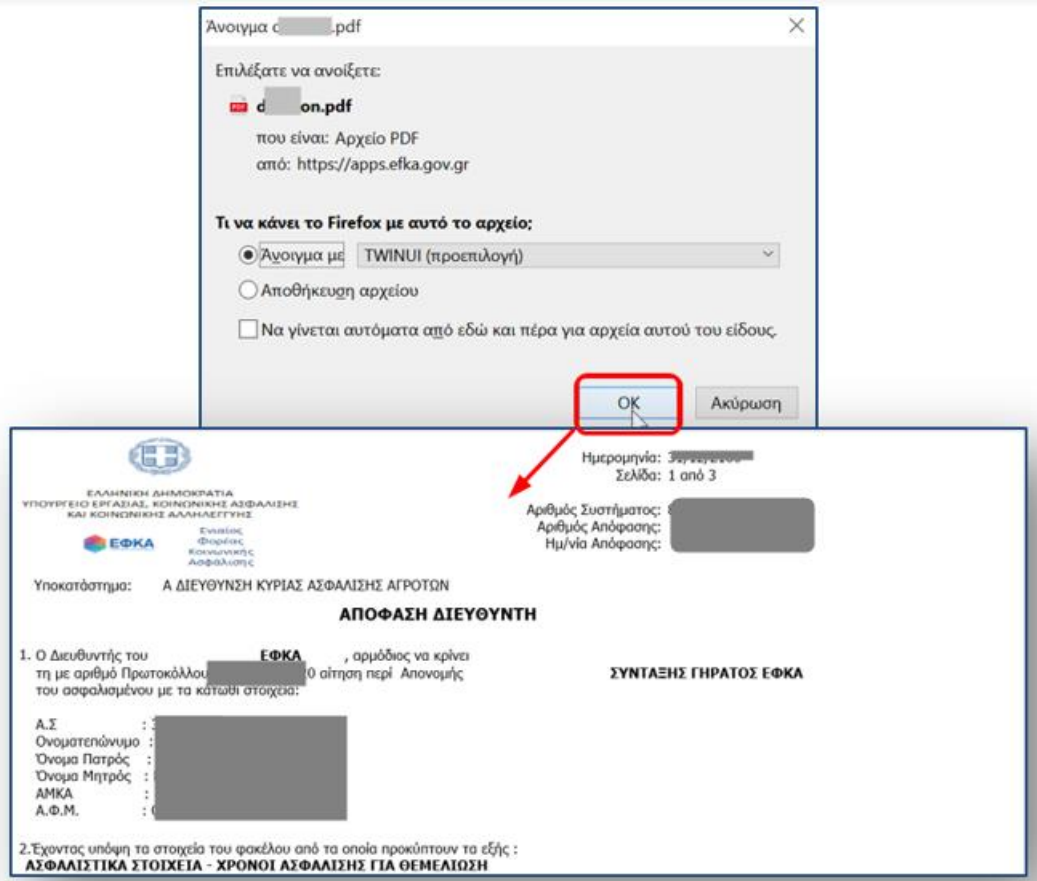 Άνοιγμα d .pdf
Επιλέξατε να ανοίξετε:
PDF d on.pdf
που είναι: Αρχείο PDF
από: https://apps.efka.gov.gr
Τι να κάνει το Firefox με αυτό το αρχείο;
Άνοιγμα με TWINUI (προεπιλογή)
Αποθήκευση αρχείου
Να γίνεται αυτόματα από εδώ και πέρα για αρχεία αυτού του είδους.
OK Ακύρωση
ΕΛΛΗΝΙΚΗ ΔΗΜΟΚΡΑΤΙΑ
ΥΠΟΥΡΓΕΙΟ ΕΡΓΑΣΙΑΣ, ΚΟΙΝΩΝΙΚΗΣ ΑΣΦΑΛΙΣΗΣ
ΚΑΙ ΚΟΙΝΩΝΙΚΗΣ ΑΛΛΗΛΕΓΓΥΗΣ
ΕΦΚΑ
Ενιαίος
Φορέας
Κοινωνικής
Ασφάλισης
Ημερομηνία:
Σελίδα: 1 από 3
Αριθμός Συστήματος:
Αριθμός Απόφασης:
Ημ/νία Απόφασης:
Υποκατάστημα: Α ΔΙΕΥΘΥΝΣΗ ΚΥΡΙΑΣ ΑΣΦΑΛΙΣΗΣ ΑΓΡΟΤΩΝ
ΑΠΟΦΑΣΗ ΔΙΕΥΘΥΝΤΗ
1. Ο Διευθυντής του ΕΦΚΑ , αρμόδιος να κρίνει
τη με αριθμό Πρωτοκόλλου 0 αίτηση περί Απονομής ΣΥΝΤΑΞΗΣ ΓΗΡΑΤΟΣ ΕΦΚΑ
του ασφαλισμένου με τα κάτωθι στοιχεία:
Α.Σ :
Ονοματεπώνυμο :
Όνομα Πατρός :
Όνομα Μητρός :
ΑΜΚΑ :
Α.Φ.Μ. :
2.Έχοντας υπόψη τα στοιχεία του φακέλου από τα οποία προκύπτουν τα εξής :
ΑΣΦΑΛΙΣΤΙΚΑ ΣΤΟΙΧΕΙΑ - ΧΡΟΝΟΙ ΑΣΦΑΛΙΣΗΣ ΓΙΑ ΘΕΜΕΛΙΩΣΗ